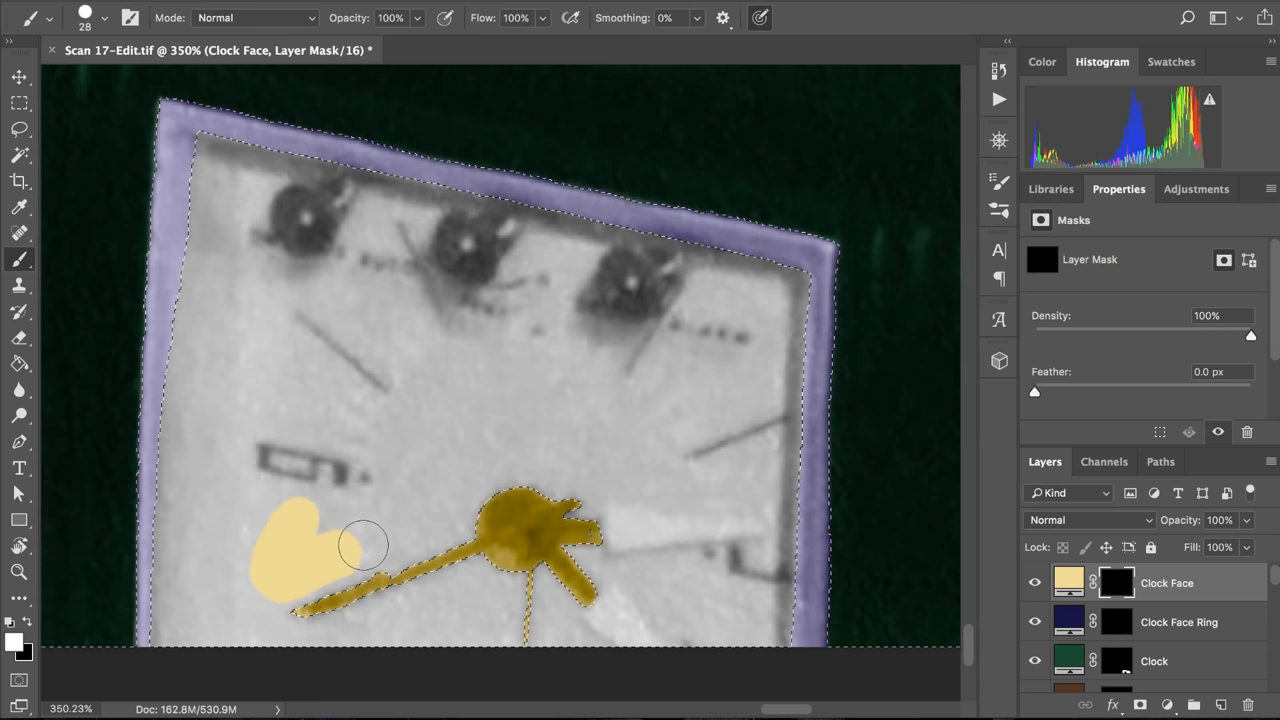 28 Mode: Normal Opacity: 100% Flow: 100% Smoothing: 0%
× Scan 17-Edit.tif @ 350% (Clock Face, Layer Mask/16) *
Color Histogram Swatches
Libraries Properties Adjustments
Masks
Layer Mask
Density: 100%
Feather: 0.0 px
Layers Channels Paths
Kind
Normal Opacity: 100%
Lock: Fill: 100%
Clock Face
Clock Face Ring
Clock
350.23% Doc: 162.8M/530.9M